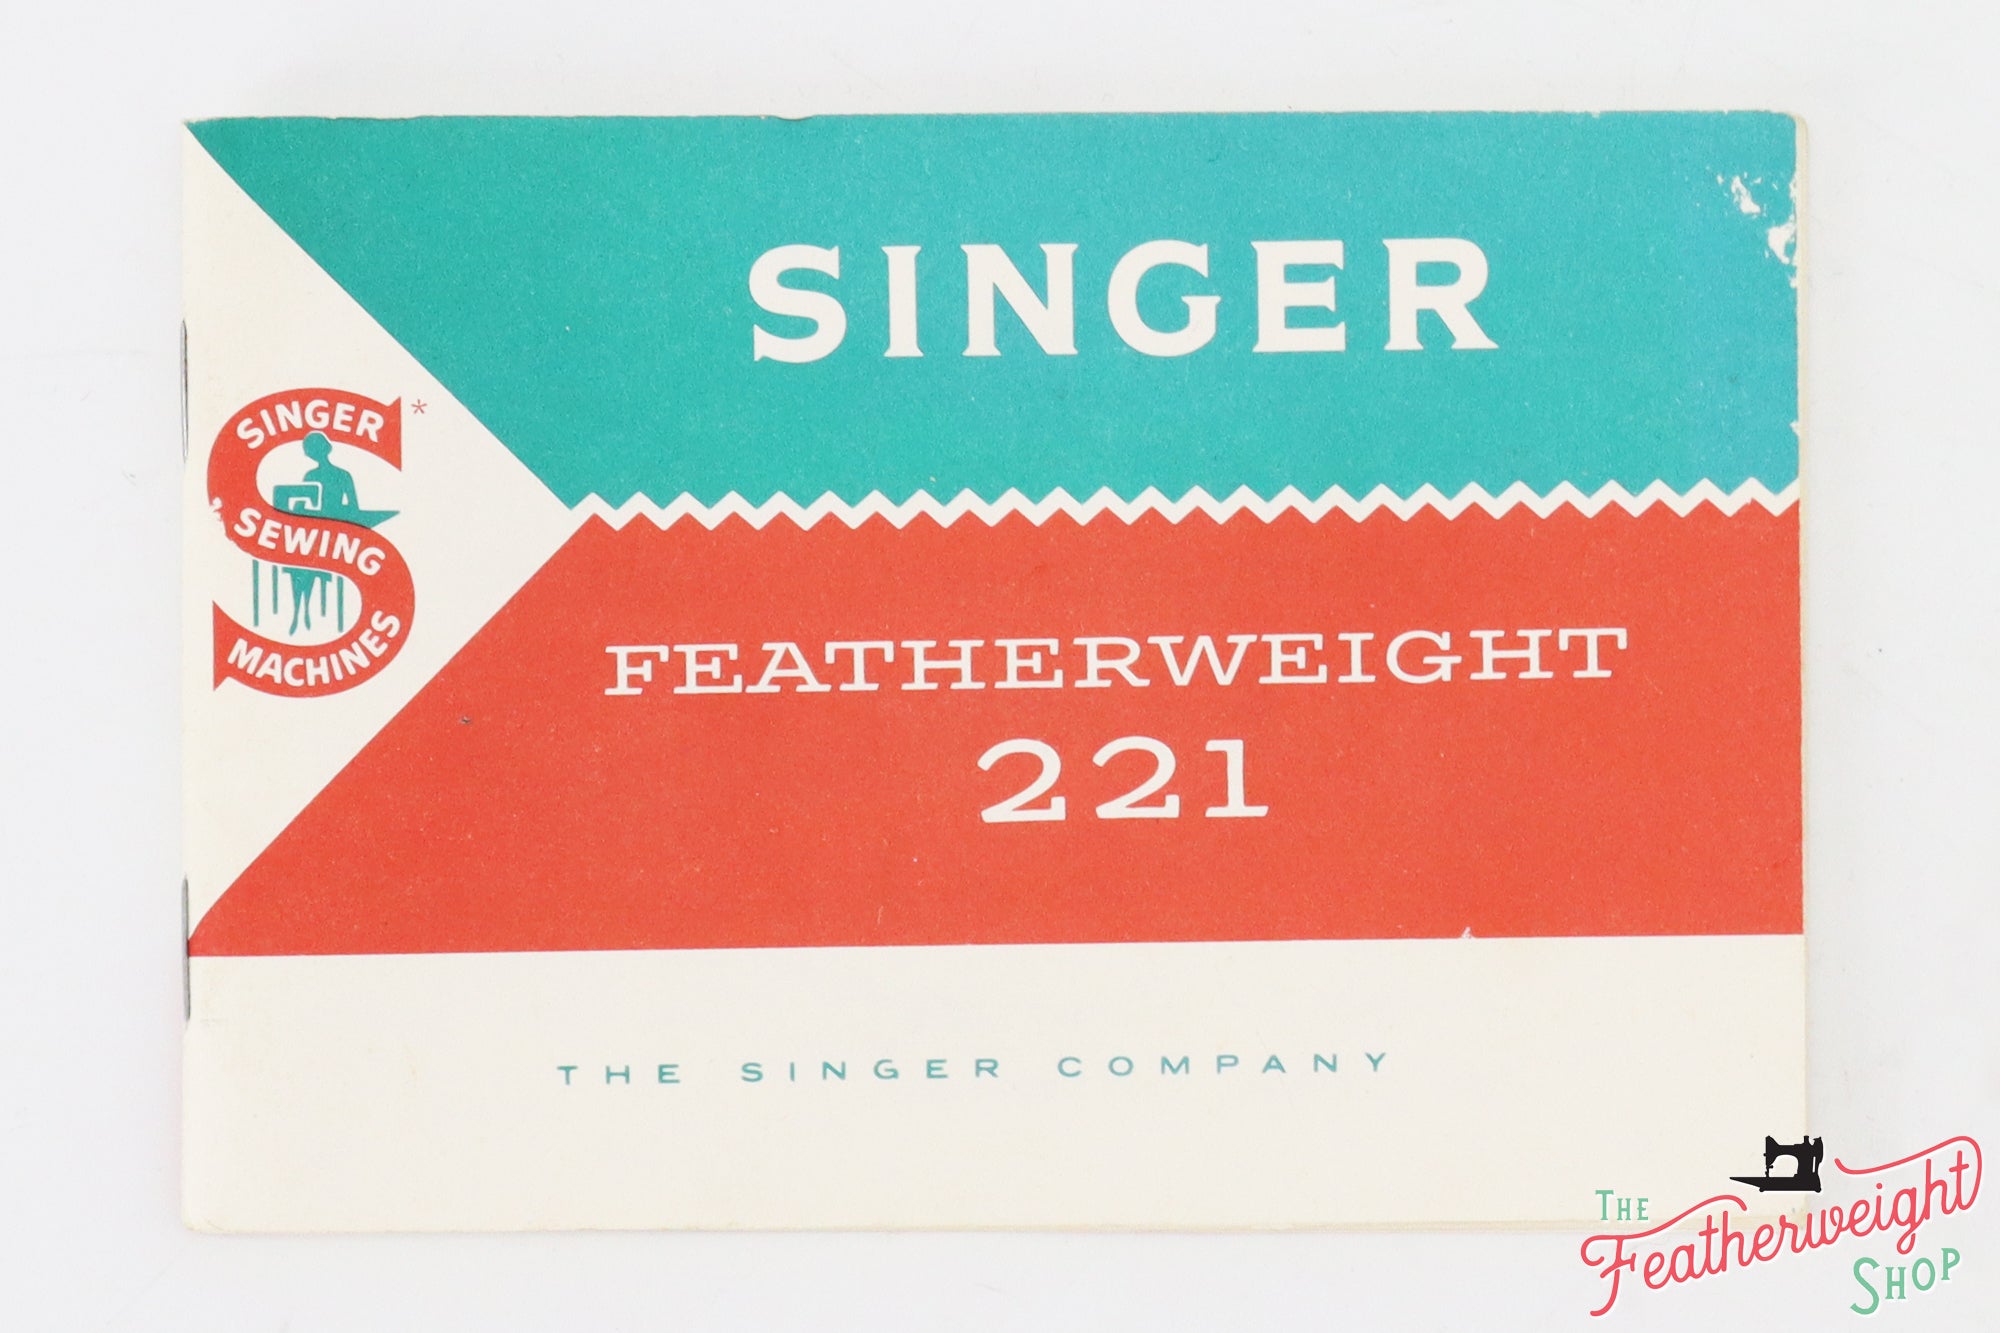 SINGER
SINGER *
SEWING
MACHINES
FEATHERWEIGHT
221
THE SINGER COMPANY
THE
Featherweight
SHOP